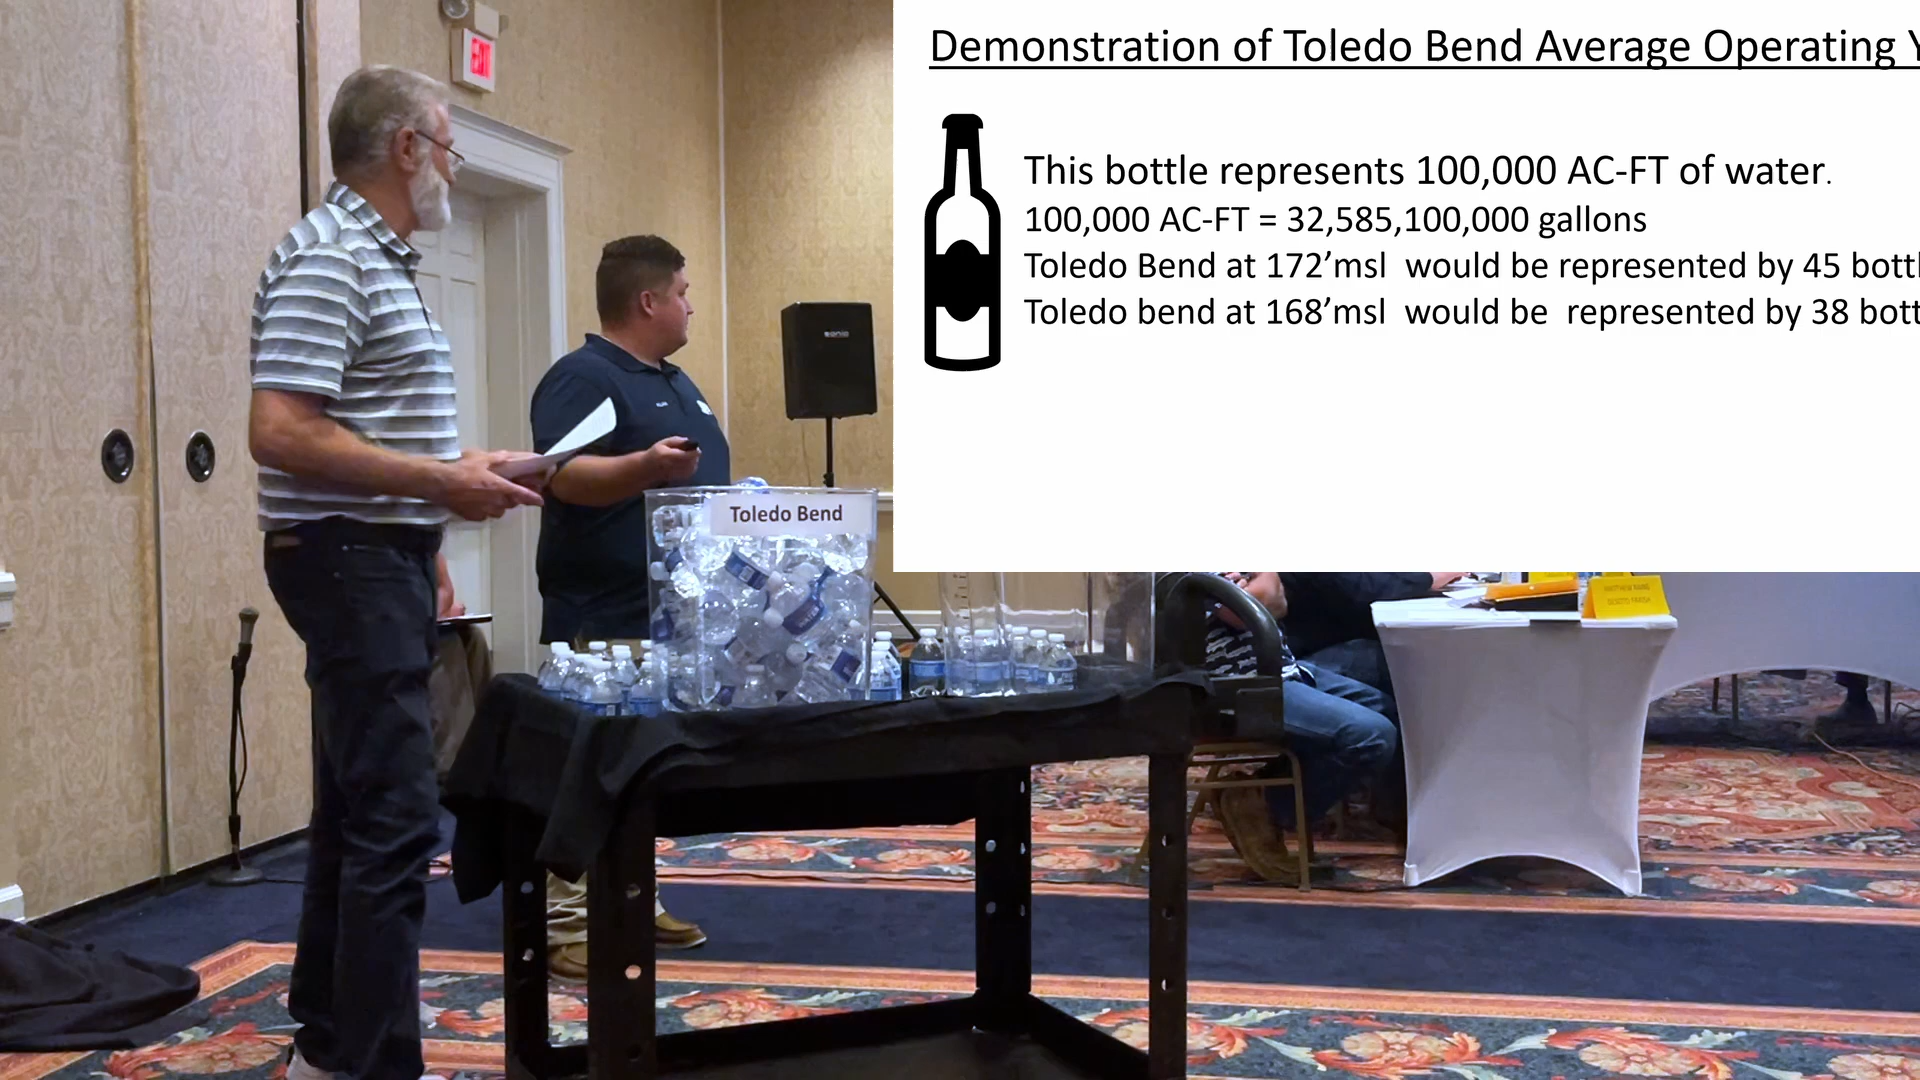 EXIT
Demonstration of Toledo Bend Average Operating Y
This bottle represents 100,000 AC-FT of water.
100,000 AC-FT = 32,585,100,000 gallons
Toledo Bend at 172’msl would be represented by 45 bottl
Toledo bend at 168’msl would be represented by 38 bott
Toledo Bend